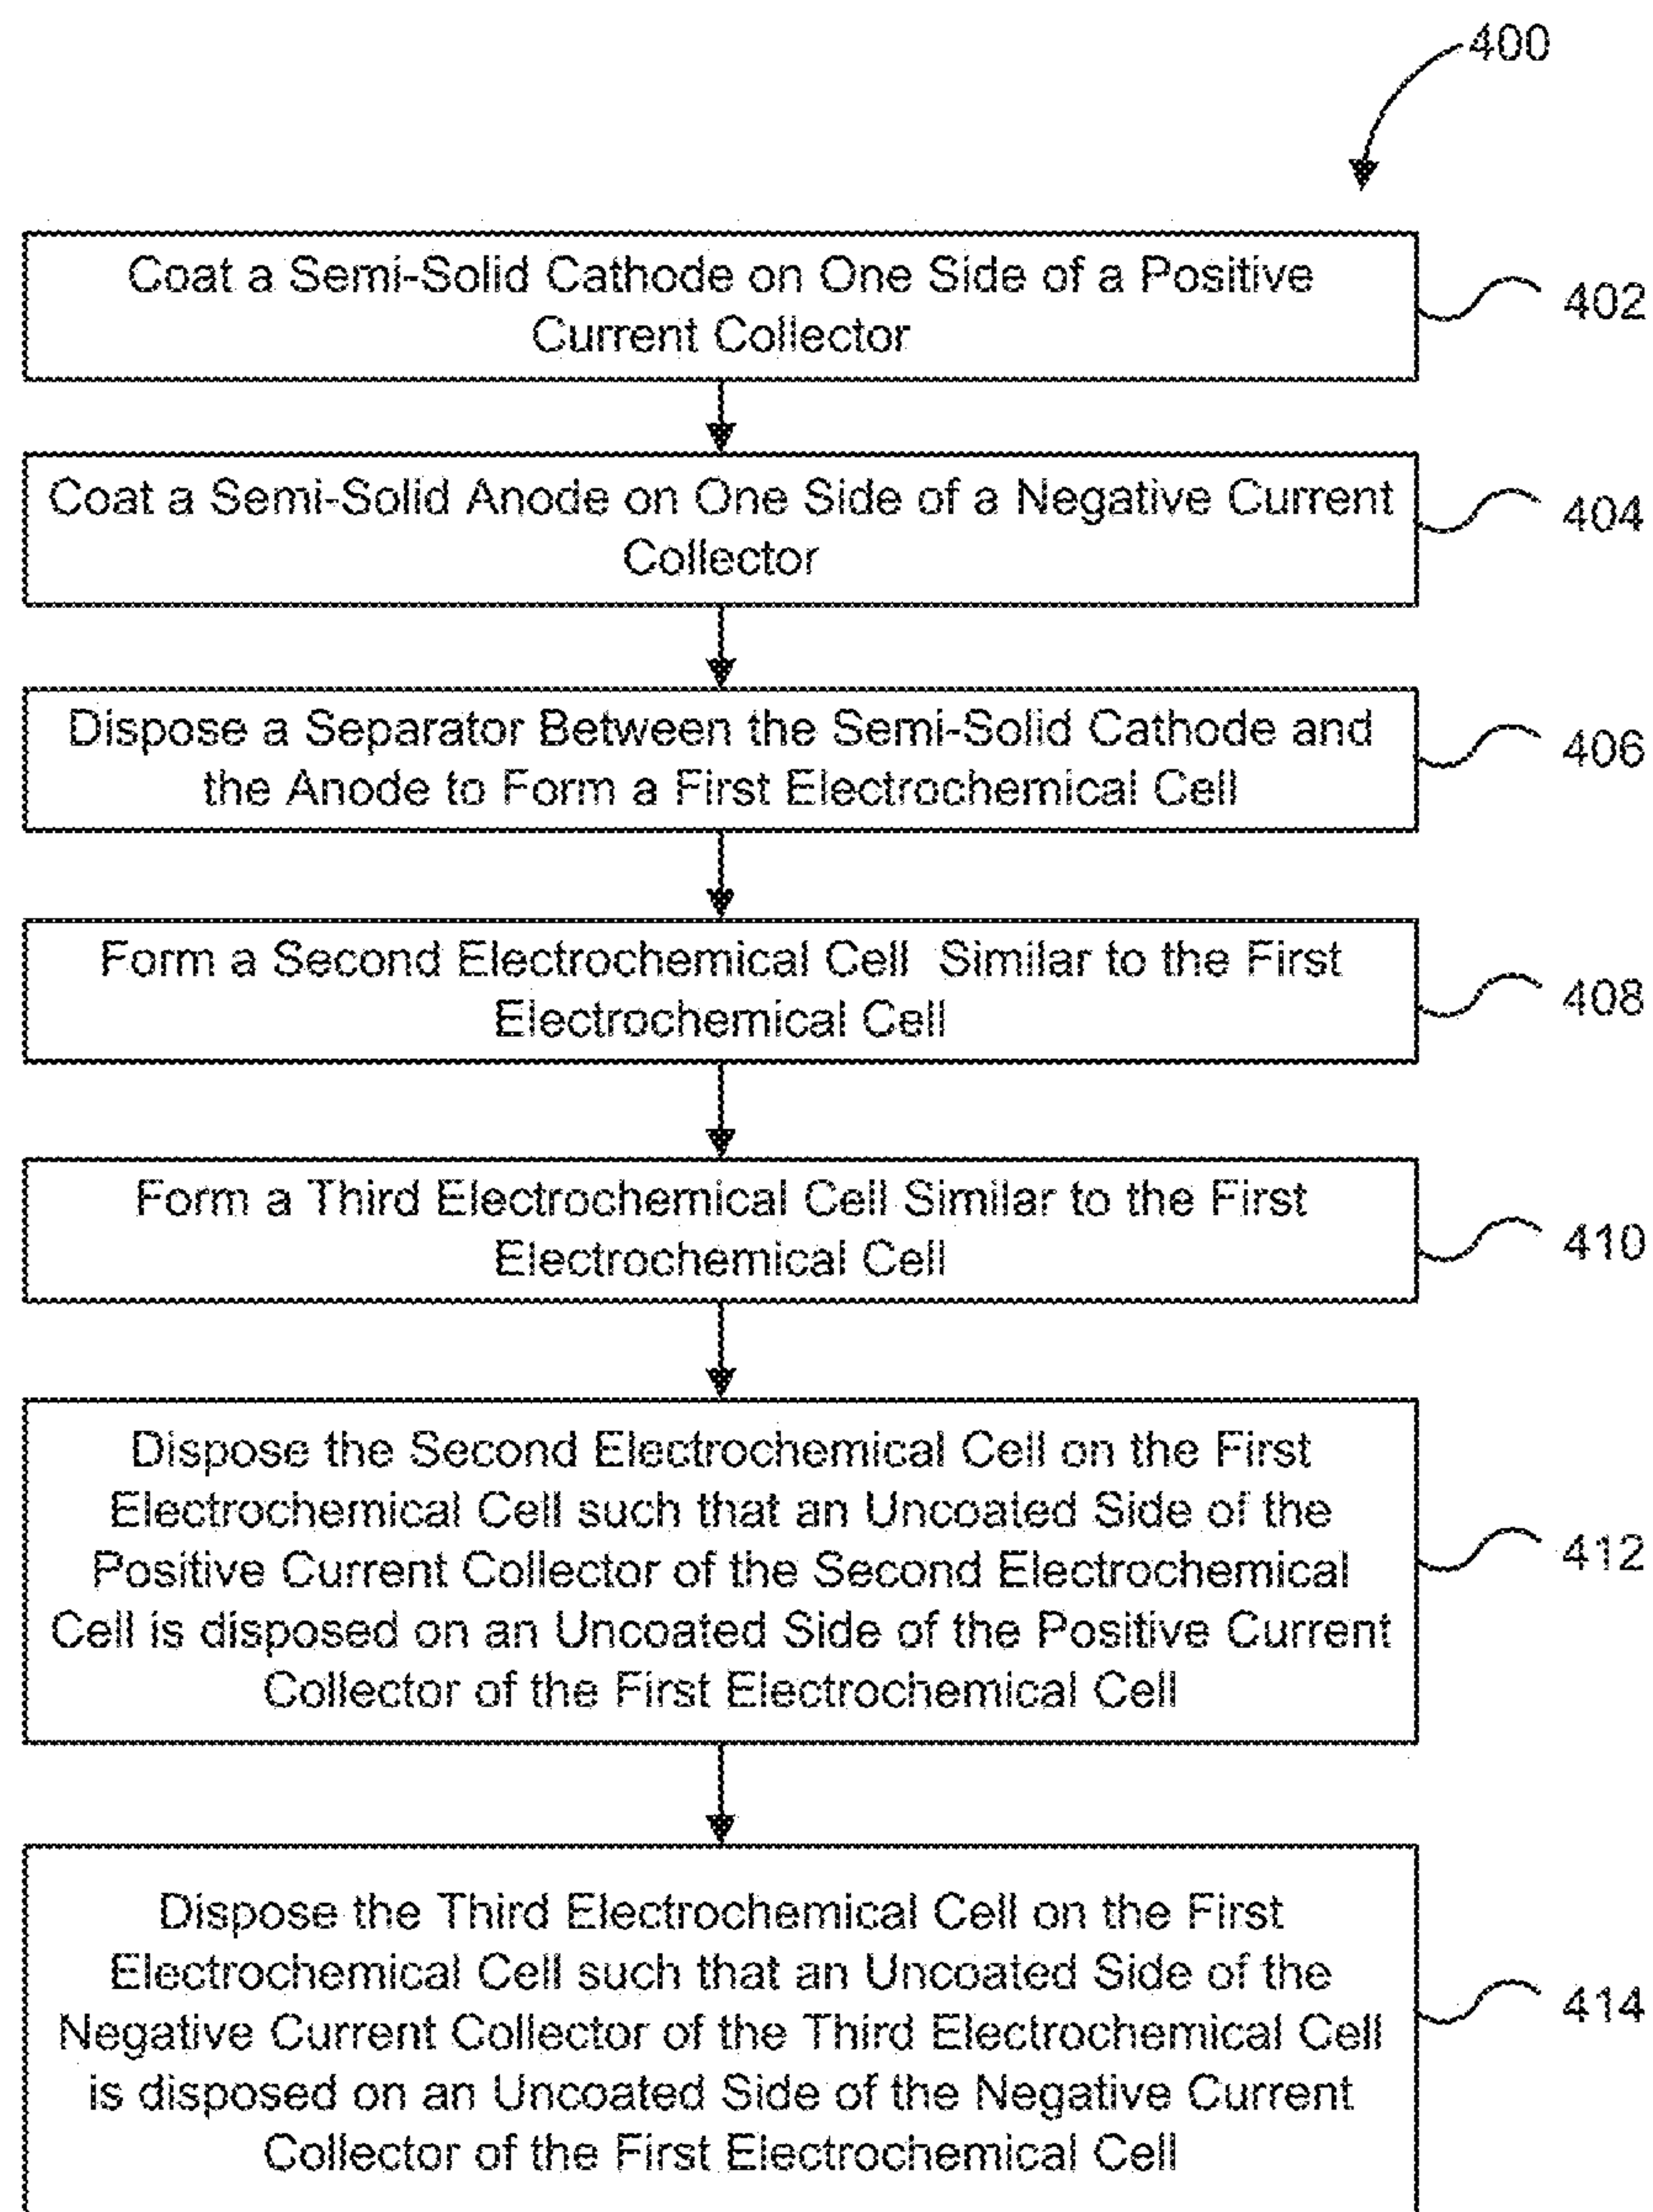 400
Coat a Semi-Solid Cathode on One Side of a Positive
Current Collector
402
Coat a Semi-Solid Anode on One Side of a Negative Current
Collector
404
Dispose a Separator Between the Semi-Solid Cathode and
the Anode to Form a First Electrochemical Cell
406
Form a Second Electrochemical Cell Similar to the First
Electrochemical Cell
408
Form a Third Electrochemical Cell Similar to the First
Electrochemical Cell
410
Dispose the Second Electrochemical Cell on the First
Electrochemical Cell such that an Uncoated Side of the
Positive Current Collector of the Second Electrochemical
Cell is disposed on an Uncoated Side of the Positive Current
Collector of the First Electrochemical Cell
412
Dispose the Third Electrochemical Cell on the First
Electrochemical Cell such that an Uncoated Side of the
Negative Current Collector of the Third Electrochemical Cell
is disposed on an Uncoated Side of the Negative Current
Collector of the First Electrochemical Cell
414